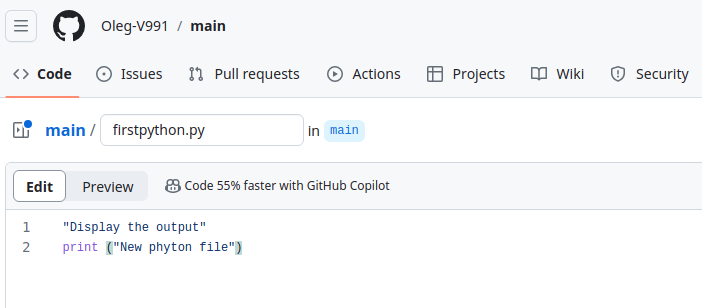 Oleg-V991 / main
Code Issues Pull requests Actions Projects Wiki Security
main / firstpython.py in main
Edit Preview Code 55% faster with GitHub Copilot
1 "Display the output"
2 print ("New phyton file")